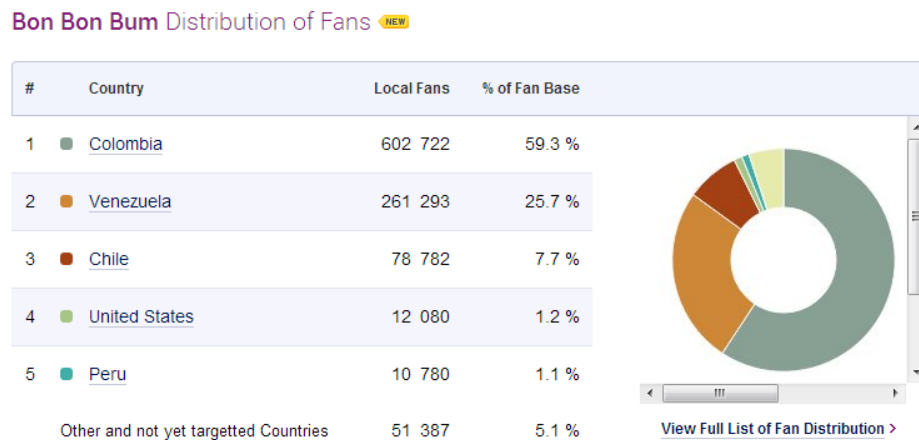 Bon Bon Bum Distribution of Fans NEW
# Country Local Fans % of Fan Base
1 Colombia 602 722 59.3 %
2 Venezuela 261 293 25.7 %
3 Chile 78 782 7.7 %
4 United States 12 080 1.2 %
5 Peru 10 780 1.1 %
Other and not yet targetted Countries 51 387 5.1 %
View Full List of Fan Distribution >